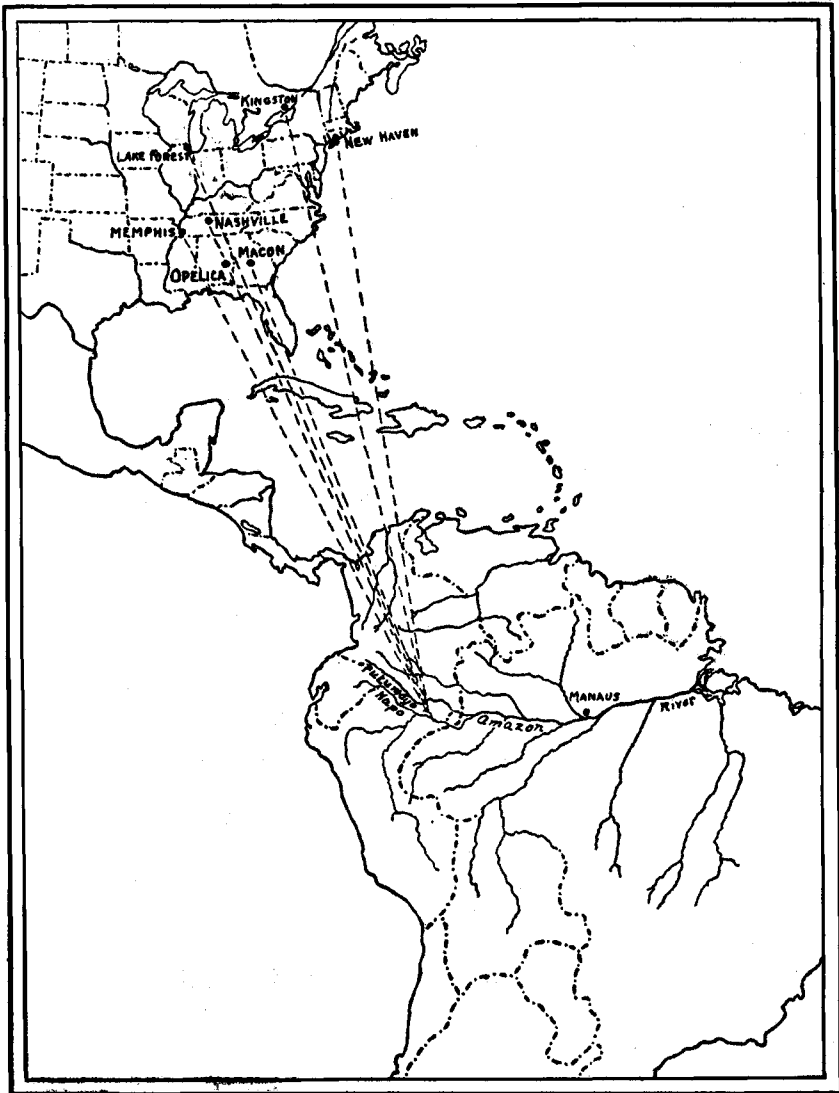 KINGSTON
NEW HAVEN
LAKE FOREST
NASHVILLE
MEMPHIS
MACON
OPELICA
Putumayo
Napo
MANAUS
Amazon
River